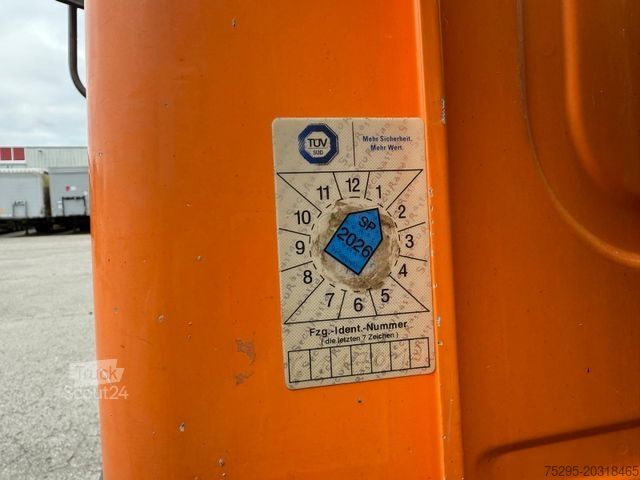 TÜV
SÜD
Mehr Sicherheit.
Mehr Wert.
11 12 1
10 2
9 3
8 4
7 6 5
SP
2026
Fzg.-Ident.-Nummer
( die letzten 7 Zeichen )
Truck
Scout24
75295-20318465